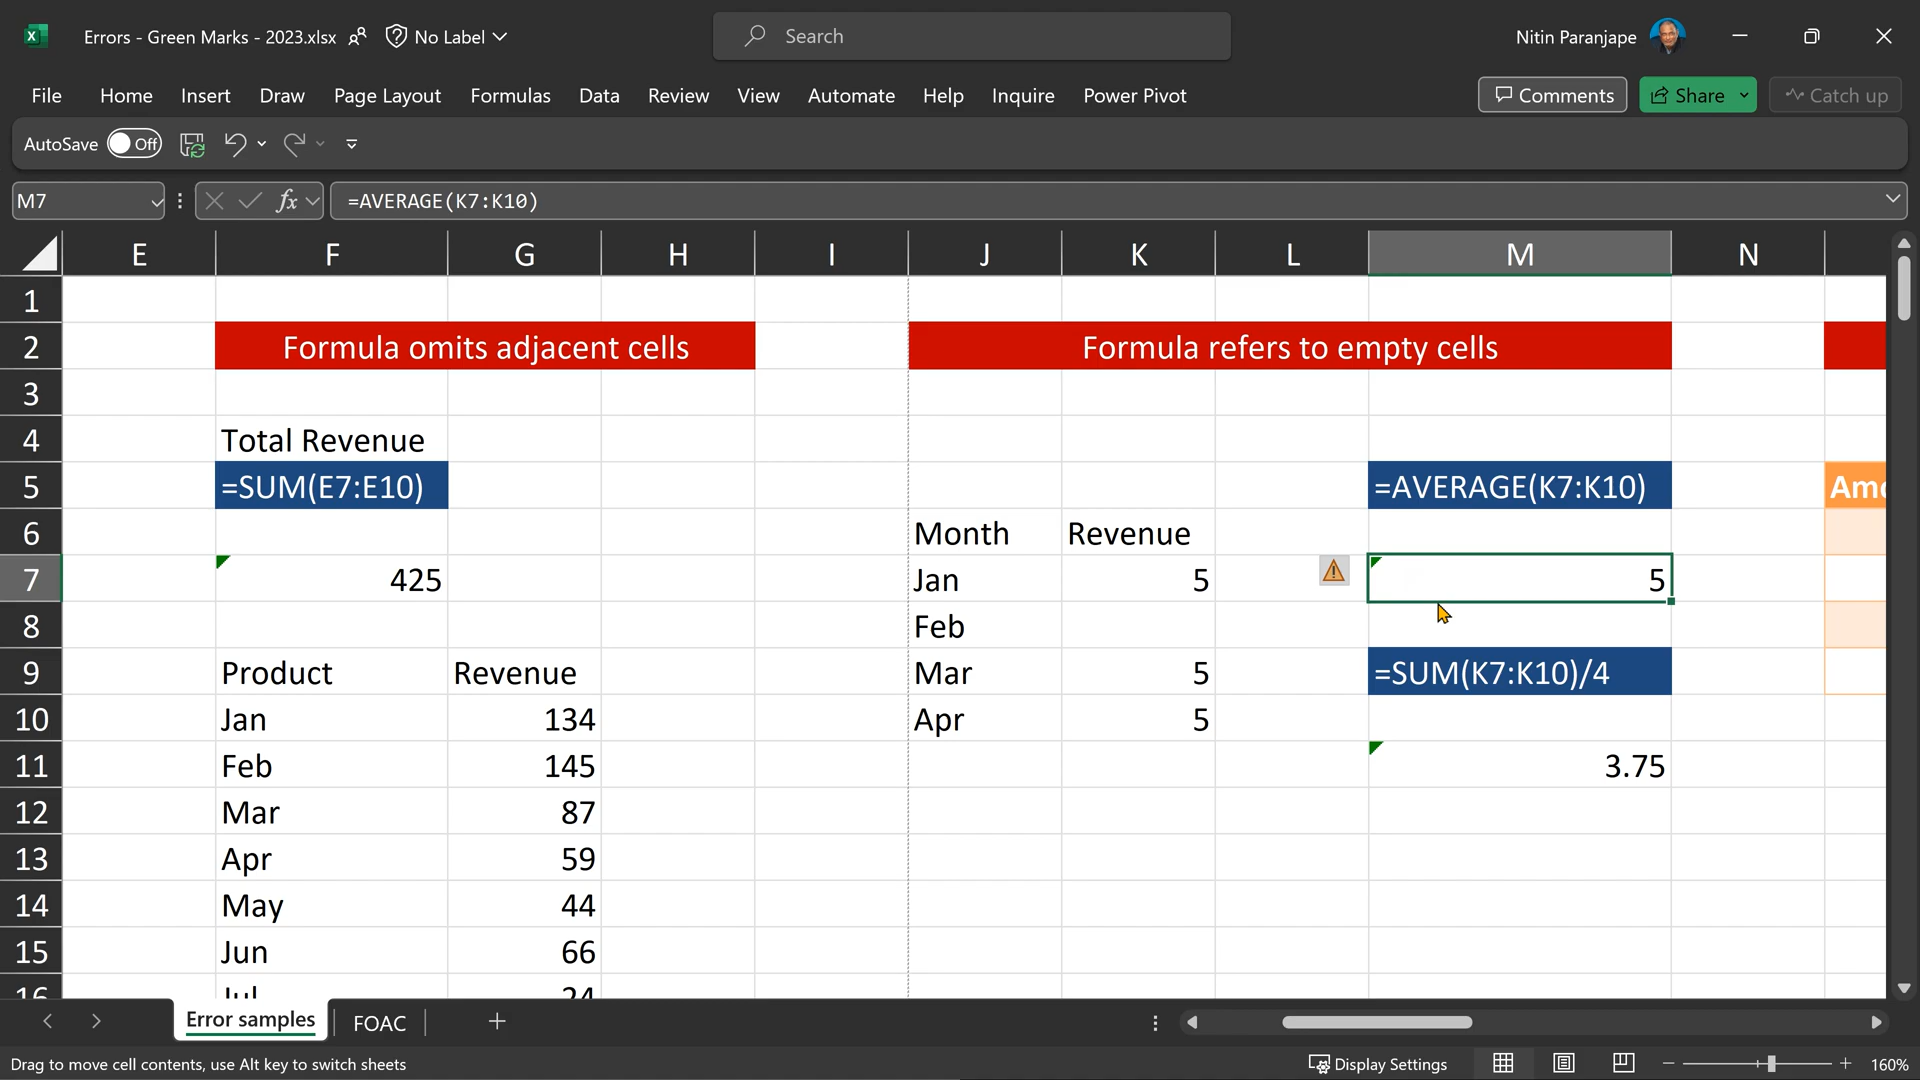 Errors - Green Marks - 2023.xlsx
No Label
Search
Nitin Paranjape
File Home Insert Draw Page Layout Formulas Data Review View Automate Help Inquire Power Pivot
Comments Share Catch up
AutoSave Off
M7 fx =AVERAGE(K7:K10)
E F G H I J K L M N
1
2 Formula omits adjacent cells Formula refers to empty cells
3
4 Total Revenue
5 =SUM(E7:E10) =AVERAGE(K7:K10)
6 Month Revenue
7 425 Jan 5 5
8 Feb
9 Product Revenue Mar 5 =SUM(K7:K10)/4
10 Jan 134 Apr 5
11 Feb 145 3.75
12 Mar 87
13 Apr 59
14 May 44
15 Jun 66
16 Jul 24
Error samples FOAC
Drag to move cell contents, use Alt key to switch sheets
Display Settings
160%